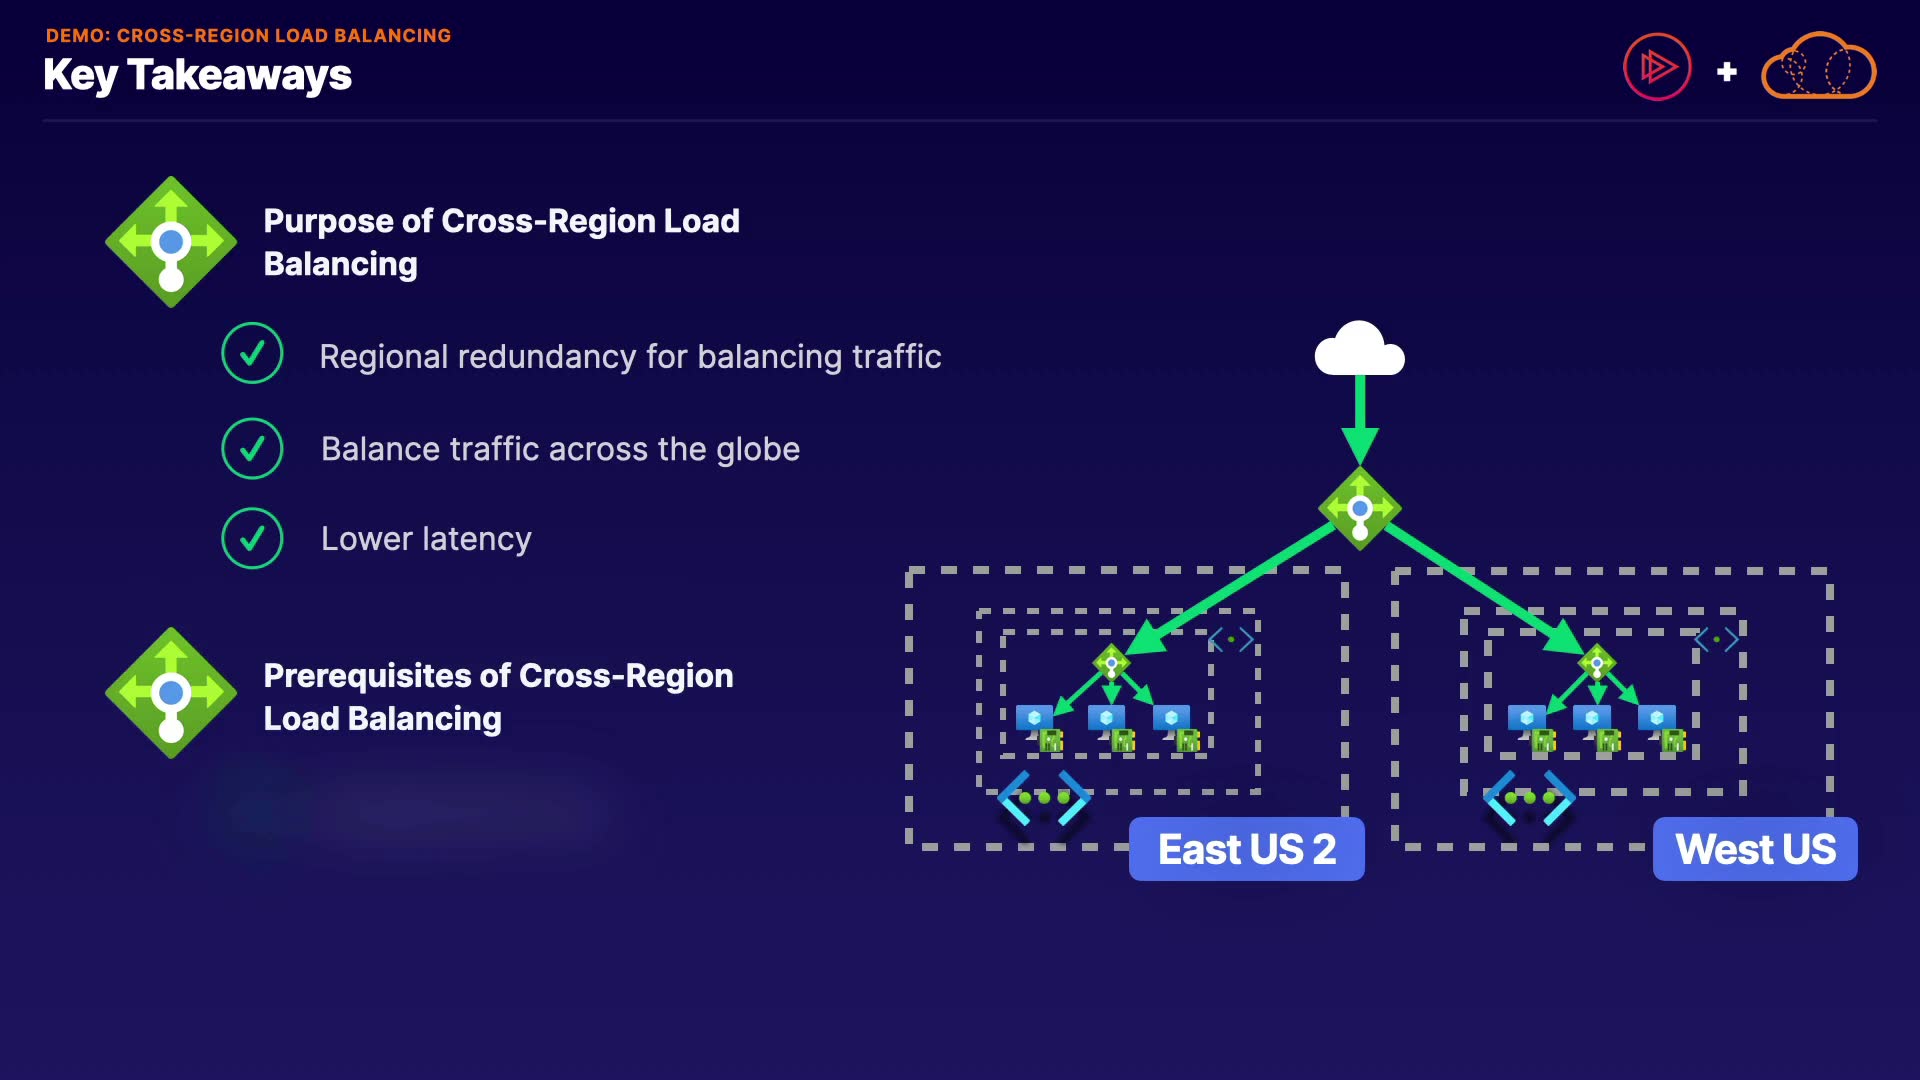 DEMO: CROSS-REGION LOAD BALANCING
Key Takeaways
Purpose of Cross-Region Load
Balancing
Regional redundancy for balancing traffic
Balance traffic across the globe
Lower latency
Prerequisites of Cross-Region
Load Balancing
East US 2
West US